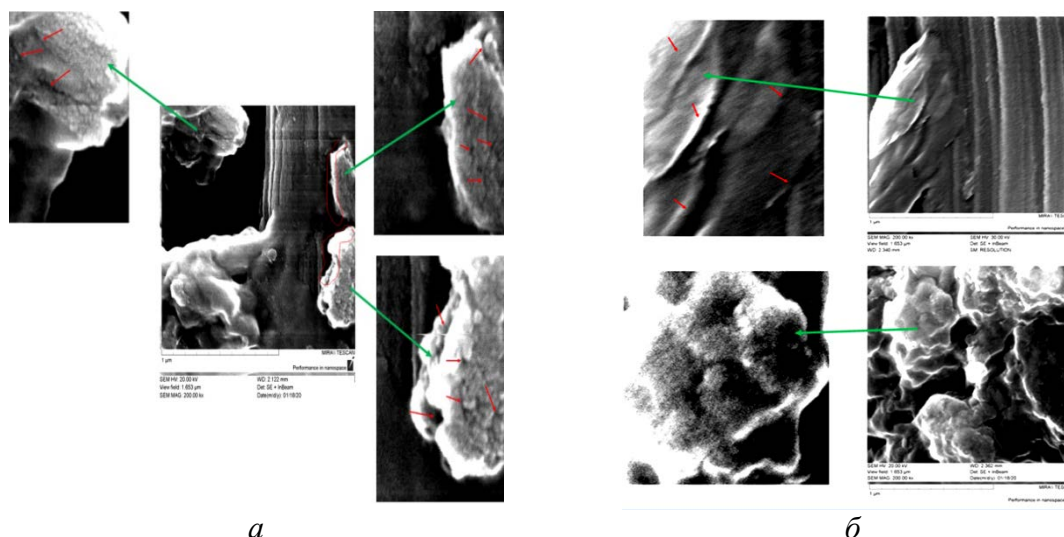 MIRA\\ TESCAN
1 µm
Performance in nanospace
SEM HV: 20.00 kV WD: 2.122 mm
View field: 1.653 µm Det: SE + InBeam
SEM MAG: 200.00 kx Date(m/d/y): 01/18/20
а
MIRA\\ TESCAN
1 µm
Performance in nanospace
SEM MAG: 200.00 kx SEM HV: 30.00 kV
View field: 1.653 µm Det: SE + InBeam
WD: 2.340 mm SM: RESOLUTION
SEM HV: 20.00 kV WD: 2.362 mm
View field: 1.653 µm Det: SE + InBeam
SEM MAG: 200.00 kx Date(m/d/y): 01/18/20
MIRA\\ TESCAN
1 µm
Performance in nanospace
б